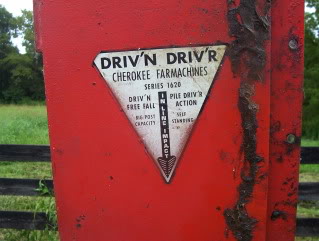 DRIV'N DRIV'R
CHEROKEE FARMACHINES
SERIES 1620
DRIV'N FREE FALL
PILE DRIV'R ACTION
BIG-POST CAPACITY
SELF STANDING
IN LINE IMPACT